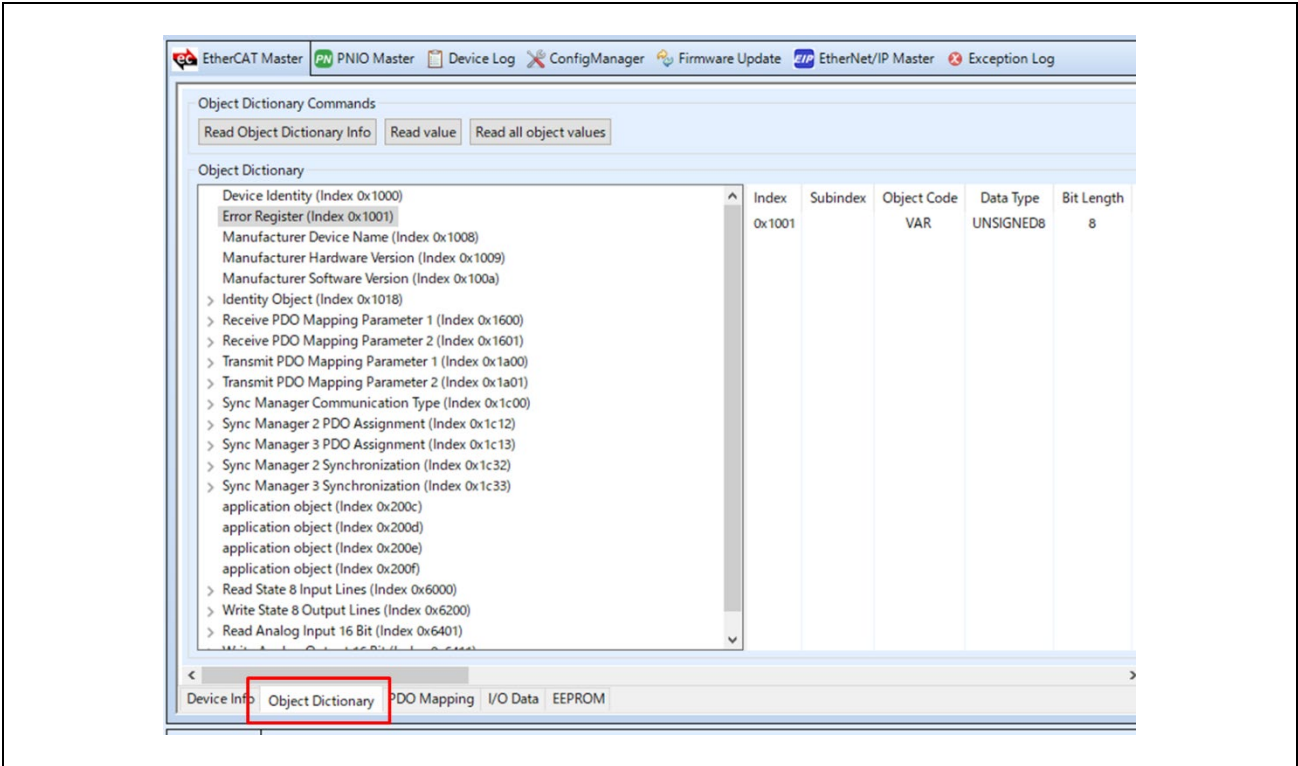 EtherCAT Master PNIO Master Device Log ConfigManager Firmware Update EtherNet/IP Master Exception Log
Object Dictionary Commands
Read Object Dictionary Info Read value Read all object values
Object Dictionary
Device Identity (Index 0x1000)
Error Register (Index 0x1001)
Manufacturer Device Name (Index 0x1008)
Manufacturer Hardware Version (Index 0x1009)
Manufacturer Software Version (Index 0x100a)
Identity Object (Index 0x1018)
Receive PDO Mapping Parameter 1 (Index 0x1600)
Receive PDO Mapping Parameter 2 (Index 0x1601)
Transmit PDO Mapping Parameter 1 (Index 0x1a00)
Transmit PDO Mapping Parameter 2 (Index 0x1a01)
Sync Manager Communication Type (Index 0x1c00)
Sync Manager 2 PDO Assignment (Index 0x1c12)
Sync Manager 3 PDO Assignment (Index 0x1c13)
Sync Manager 2 Synchronization (Index 0x1c32)
Sync Manager 3 Synchronization (Index 0x1c33)
application object (Index 0x200c)
application object (Index 0x200d)
application object (Index 0x200e)
application object (Index 0x200f)
Read State 8 Input Lines (Index 0x6000)
Write State 8 Output Lines (Index 0x6200)
Read Analog Input 16 Bit (Index 0x6401)
Index Subindex Object Code Data Type Bit Length
0x1001 VAR UNSIGNED8 8
Device Info Object Dictionary PDO Mapping I/O Data EEPROM